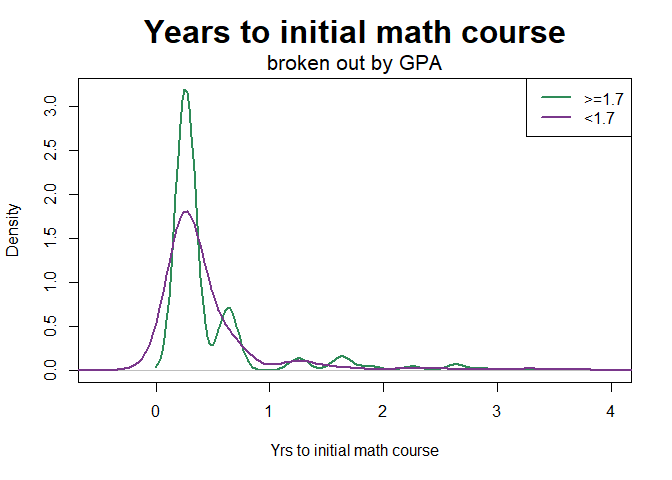 Years to initial math course
broken out by GPA
>=1.7
<1.7
Density
3.0
2.5
2.0
1.5
1.0
0.5
0.0
0 1 2 3 4
Yrs to initial math course